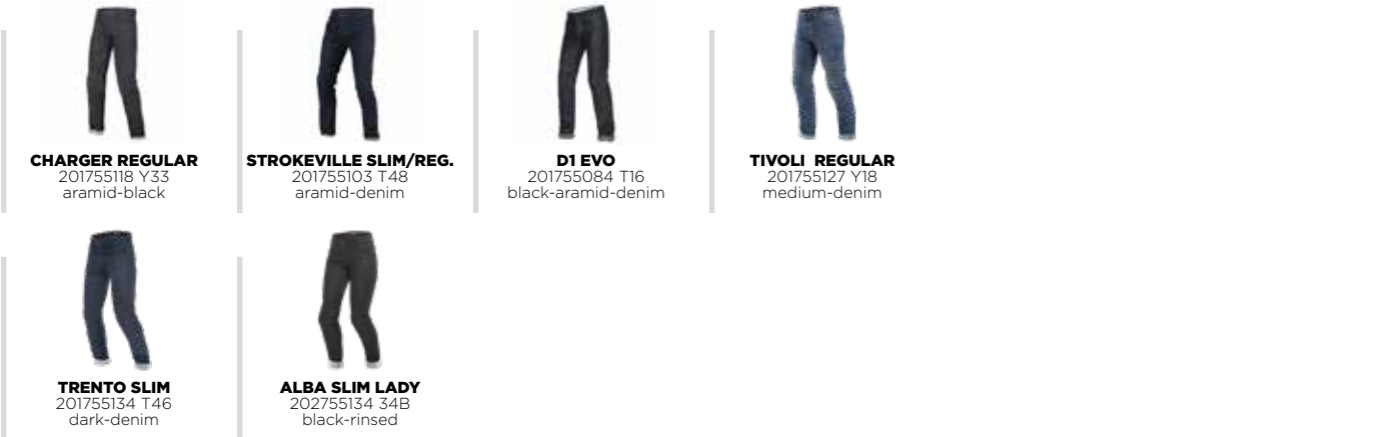 CHARGER REGULAR
201755118 Y33
aramid-black
STROKEVILLE SLIM/REG.
201755103 T48
aramid-denim
D1 EVO
201755084 T16
black-aramid-denim
TIVOLI  REGULAR
201755127 Y18
medium-denim
TRENTO SLIM
201755134 T46
dark-denim
ALBA SLIM LADY
202755134 34B
black-rinsed